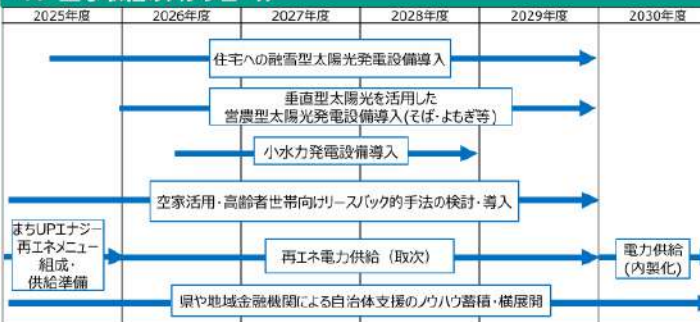 2025年度 2026年度 2027年度 2028年度 2029年度 2030年度
住宅への融雪型太陽光発電設備導入
垂直型太陽光を活用した
営農型太陽光発電設備導入(そば・よもぎ等)
小水力発電設備導入
空家活用・高齢者世帯向けリースバック的手法の検討・導入
まちUPエナジー
再エネメニュー
組成・
供給準備
再エネ電力供給（取次）
電力供給
(内製化)
県や地域金融機関による自治体支援のノウハウ蓄積・横展開